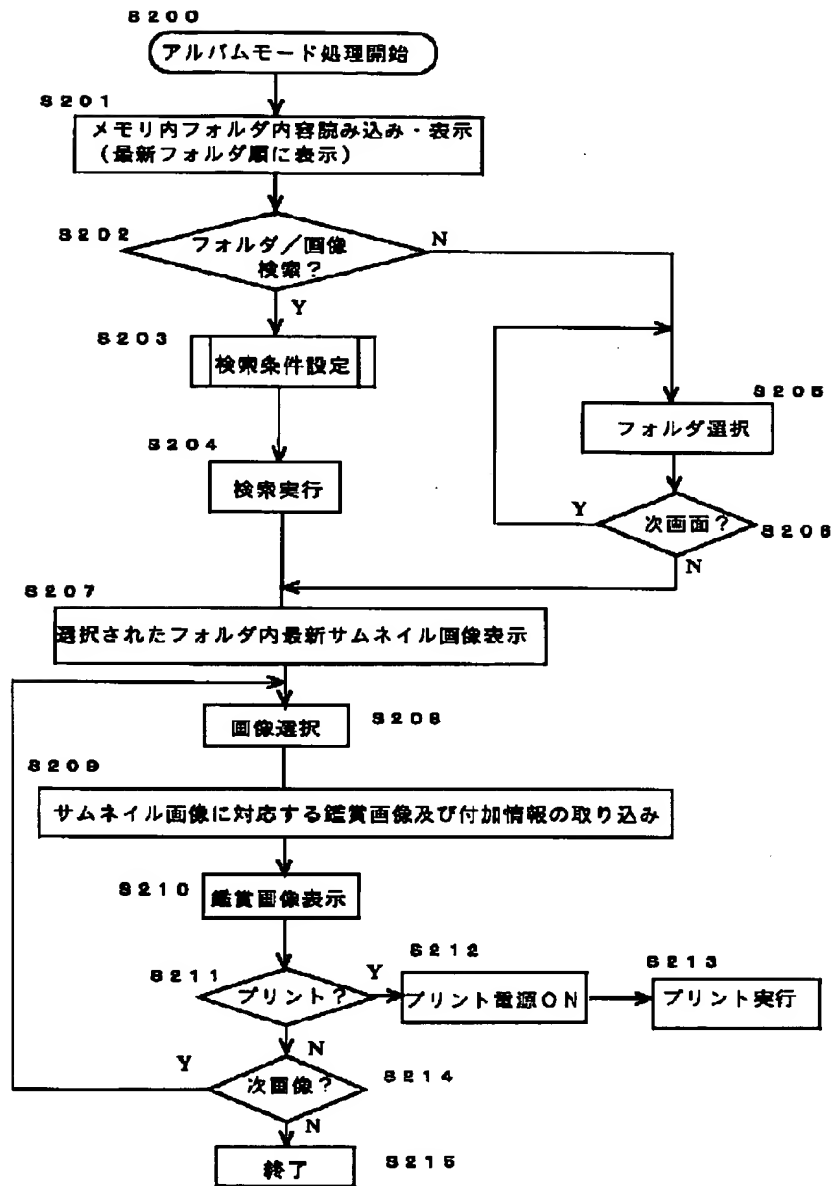 S200
アルバムモード処理開始
S201
メモリ内フォルダ内容読み込み・表示
（最新フォルダ順に表示）
S202
フォルダ／画像
検索？
N
Y
S203
検索条件設定
S204
検索実行
S205
フォルダ選択
Y
次画面？
S206
N
S207
選択されたフォルダ内最新サムネイル画像表示
画像選択
S208
S209
サムネイル画像に対応する鑑賞画像及び付加情報の取り込み
S210
鑑賞画像表示
S211
プリント？
Y
S212
プリント電源ON
S213
プリント実行
N
Y
次画像？
S214
N
終了
S215